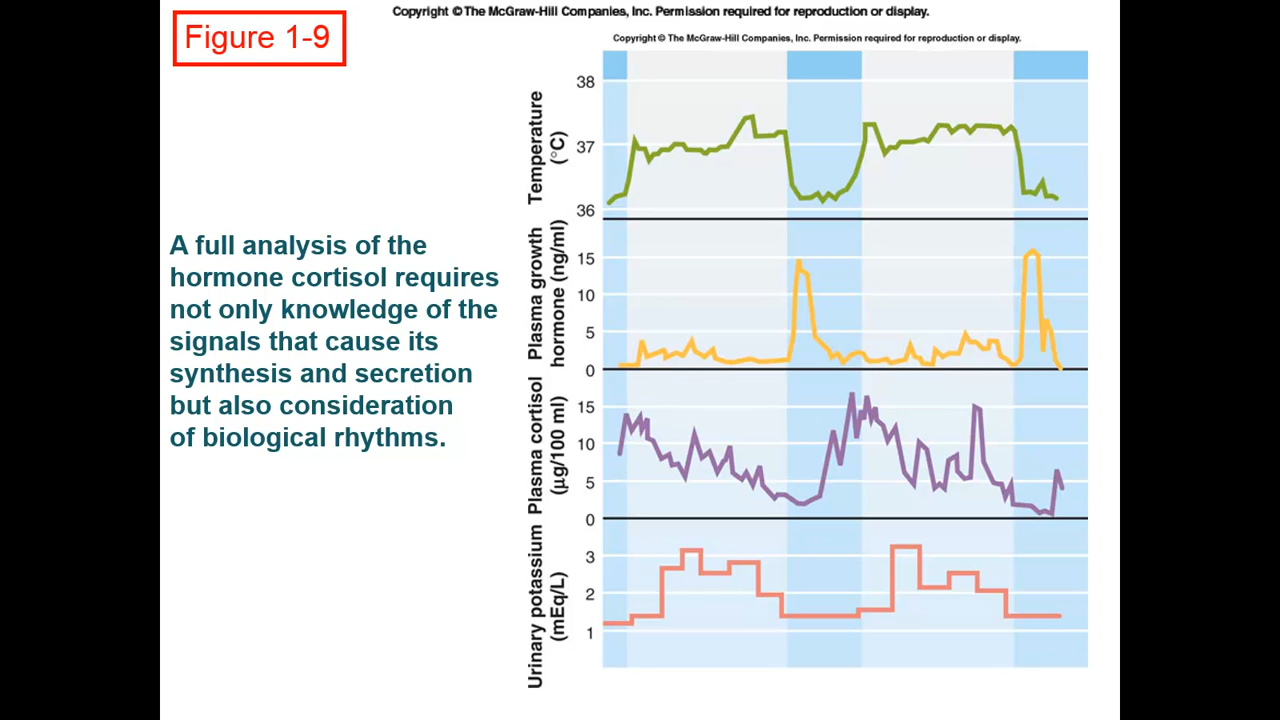 Copyright © The McGraw-Hill Companies, Inc. Permission required for reproduction or display.
Figure 1-9
Copyright © The McGraw-Hill Companies, Inc. Permission required for reproduction or display.
A full analysis of the
hormone cortisol requires
not only knowledge of the
signals that cause its
synthesis and secretion
but also consideration
of biological rhythms.
Temperature
(°C)
38
37
36
Plasma growth
hormone (ng/ml)
15
10
5
0
Plasma cortisol
(µg/100 ml)
15
10
5
0
Urinary potassium
(mEq/L)
3
2
1